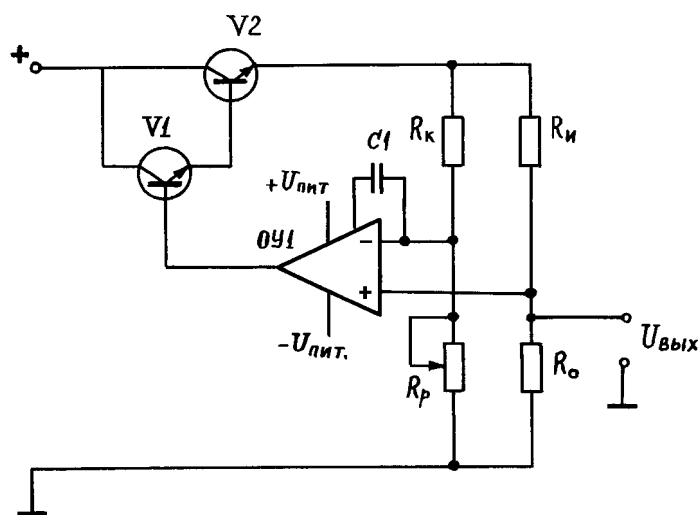 V2
+
V1
Rк
Rи
C1
+Uпит
ОУ1
−
+
−Uпит.
Uвых
Rр
Rо